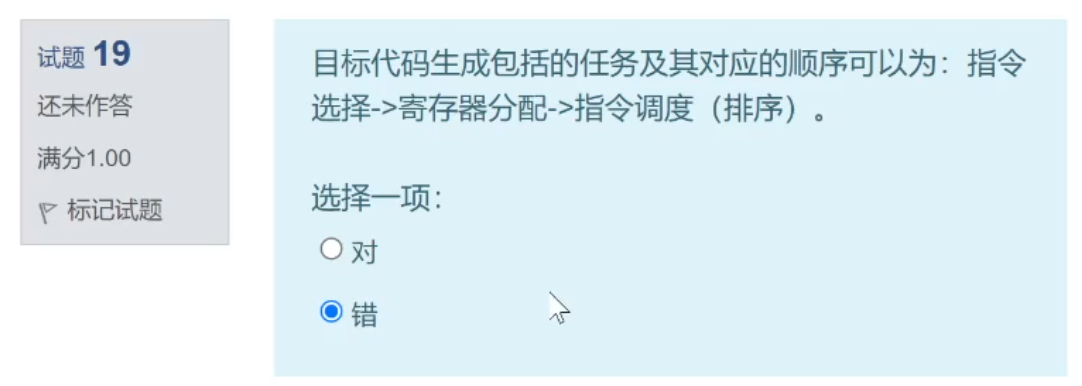 试题 19
还未作答
满分1.00
标记试题
目标代码生成包括的任务及其对应的顺序可以为：指令
选择->寄存器分配->指令调度（排序）。
选择一项：
对
错